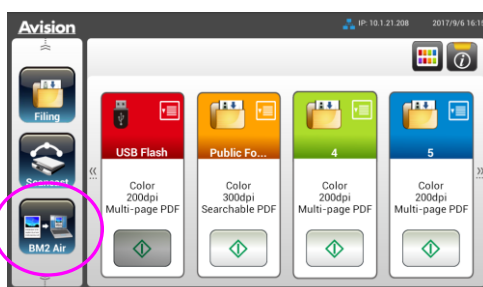 Avision
IP: 10.1.21.208
2017/9/6 16:15
Filing
Scancast
BM2 Air
USB Flash
Color
200dpi
Multi-page PDF
Public Fo...
Color
300dpi
Searchable PDF
4
Color
200dpi
Multi-page PDF
5
Color
200dpi
Multi-page PDF